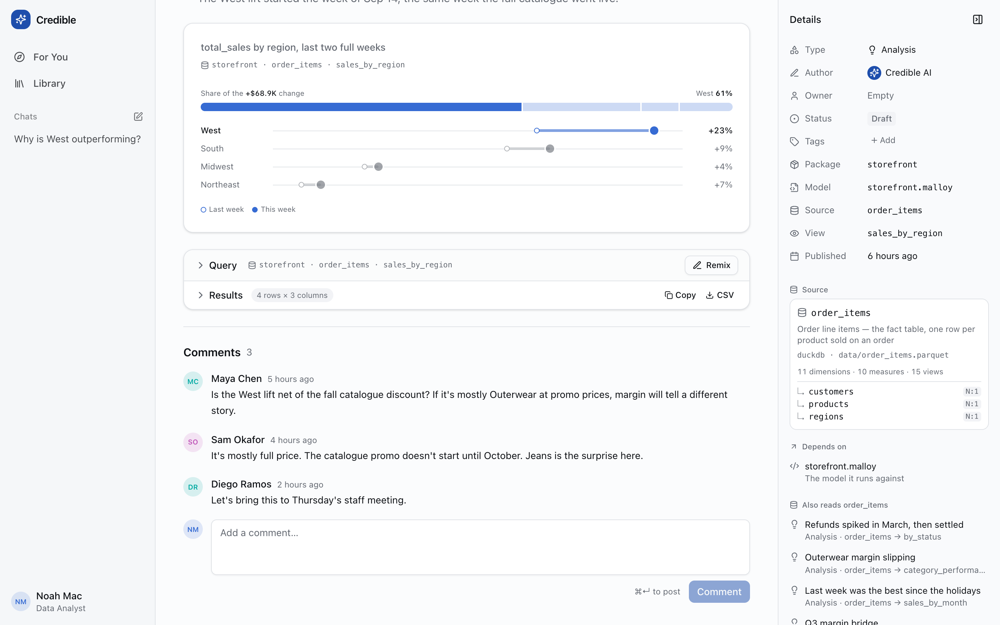 Credible
For You
Library
Chats
Why is West outperforming?
NM
Noah Mac
Data Analyst
The West lift started the week of Sep 14, the same week the fall catalogue went live.
total_sales by region, last two full weeks
storefront · order_items · sales_by_region
Share of the +$68.9K change
West 61%
West +23%
South +9%
Midwest +4%
Northeast +7%
Last week This week
Query storefront · order_items · sales_by_region Remix
Results 4 rows × 3 columns Copy CSV
Comments 3
MC Maya Chen 5 hours ago
Is the West lift net of the fall catalogue discount? If it's mostly Outerwear at promo prices, margin will tell a different
story.
SO Sam Okafor 4 hours ago
It's mostly full price. The catalogue promo doesn't start until October. Jeans is the surprise here.
DR Diego Ramos 2 hours ago
Let's bring this to Thursday's staff meeting.
NM Add a comment...
⌘↵ to post Comment
Details
Type Analysis
Author Credible AI
Owner Empty
Status Draft
Tags + Add
Package storefront
Model storefront.malloy
Source order_items
View sales_by_region
Published 6 hours ago
Source
order_items
Order line items — the fact table, one row per
product sold on an order
duckdb · data/order_items.parquet
11 dimensions · 10 measures · 15 views
customers N:1
products N:1
regions N:1
Depends on
storefront.malloy
The model it runs against
Also reads order_items
Refunds spiked in March, then settled
Analysis · order_items → by_status
Outerwear margin slipping
Analysis · order_items → category_performa...
Last week was the best since the holidays
Analysis · order_items → sales_by_month
Q3 margin bridge